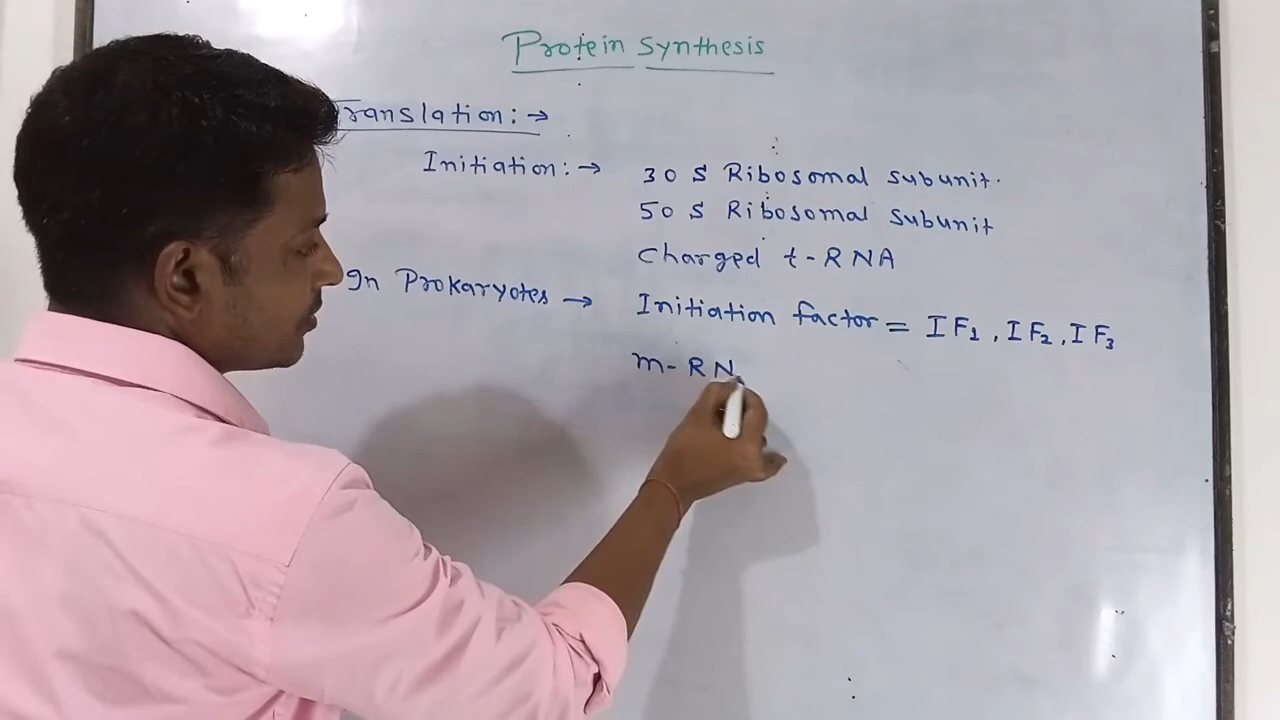 Protein Synthesis
Translation:→
Initiation:→ 30 S Ribosomal subunit.
50 S Ribosomal subunit
Charged t-RNA
In Prokaryotes → Initiation factor = IF₁, IF₂, IF₃
m-RN